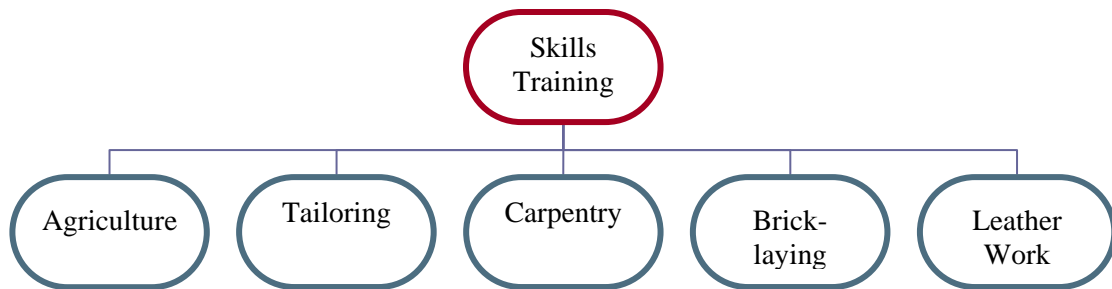 Skills
Training
Agriculture
Tailoring
Carpentry
Brick-
laying
Leather
Work